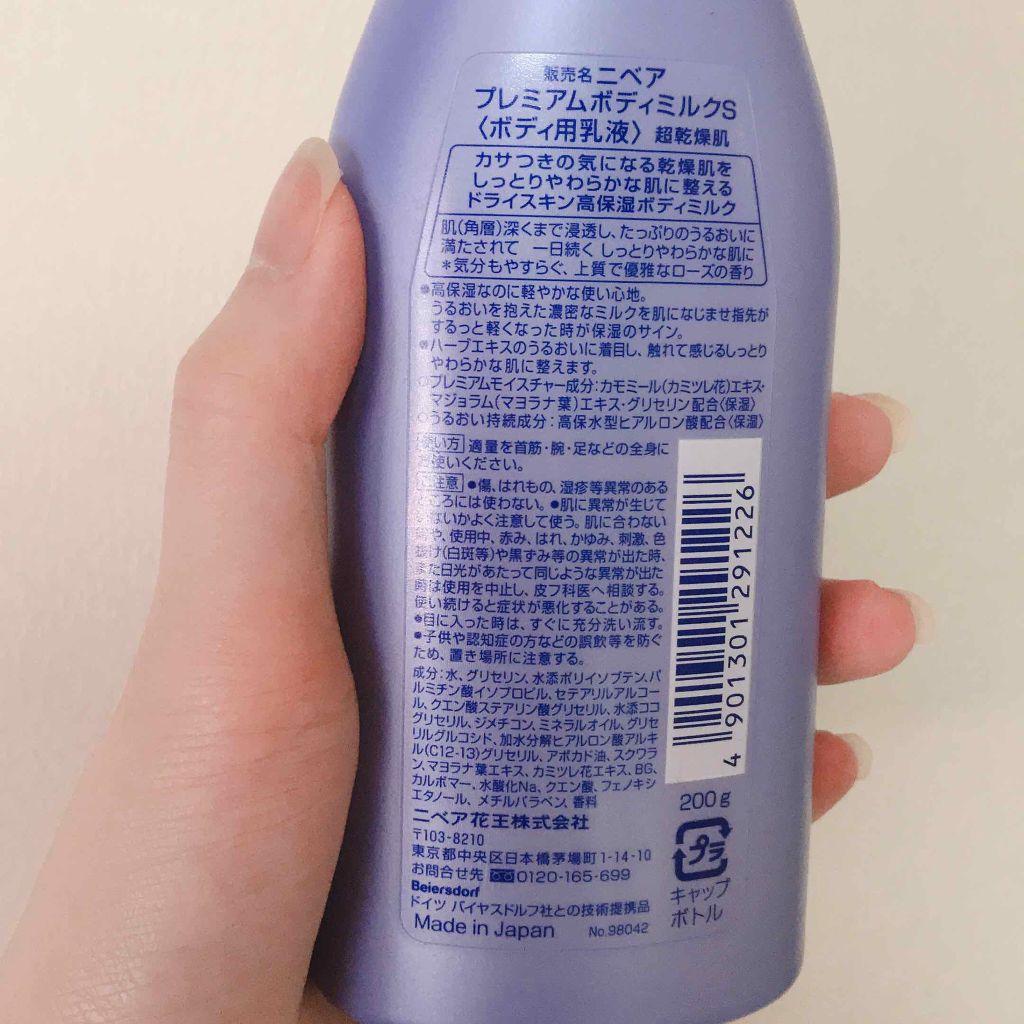 販売名ニベア
プレミアムボディミルクS
〈ボディ用乳液〉 超乾燥肌
カサつきの気になる乾燥肌を
しっとりやわらかな肌に整える
ドライスキン高保湿ボディミルク
肌(角層)深くまで浸透し、たっぷりのうるおいに
満たされて 一日続く しっとりやわらかな肌に
*気分もやすらぐ、上質で優雅なローズの香り
●高保湿なのに軽やかな使い心地。
うるおいを抱えた濃密なミルクを肌になじませ指先が
するっと軽くなった時が保湿のサイン。
●ハーブエキスのうるおいに着目し、触れて感じるしっとり
やわらかな肌に整えます。
○プレミアムモイスチャー成分:カモミール(カミツレ花)エキス・
マジョラム(マヨラナ葉)エキス・グリセリン配合〈保湿〉
○うるおい持続成分:高保水型ヒアルロン酸配合〈保湿〉
使い方 適量を首筋・腕・足などの全身に
お使いください。
ご注意 ●傷、はれもの、湿疹等異常のある
ところには使わない。●肌に異常が生じて
いないかよく注意して使う。肌に合わない
時や、使用中、赤み、はれ、かゆみ、刺激、色
抜け(白斑等)や黒ずみ等の異常が出た時、
また日光があたって同じような異常が出た
時は使用を中止し、皮フ科医へ相談する。
使い続けると症状が悪化することがある。
●目に入った時は、すぐに充分洗い流す。
●子供や認知症の方などの誤飲等を防ぐ
ため、置き場所に注意する。
成分:水、グリセリン、水添ポリイソブテン、パ
ルミチン酸イソプロピル、セテアリルアルコー
ル、クエン酸ステアリン酸グリセリル、水添ココ
グリセリル、ジメチコン、ミネラルオイル、グリセ
リルグルコシド、加水分解ヒアルロン酸アルキ
ル(C12-13)グリセリル、アボカド油、スクワラ
ン、マヨラナ葉エキス、カミツレ花エキス、BG、
カルボマー、水酸化Na、クエン酸、フェノキシ
エタノール、メチルパラベン、香料
ニベア花王株式会社
〒103-8210
東京都中央区日本橋茅場町1-14-10
お問合せ先 0120-165-699
Beiersdorf
ドイツ バイヤスドルフ社との技術提携品
Made in Japan No.98042
4 901301 291226
200g
プラ
キャップ
ボトル